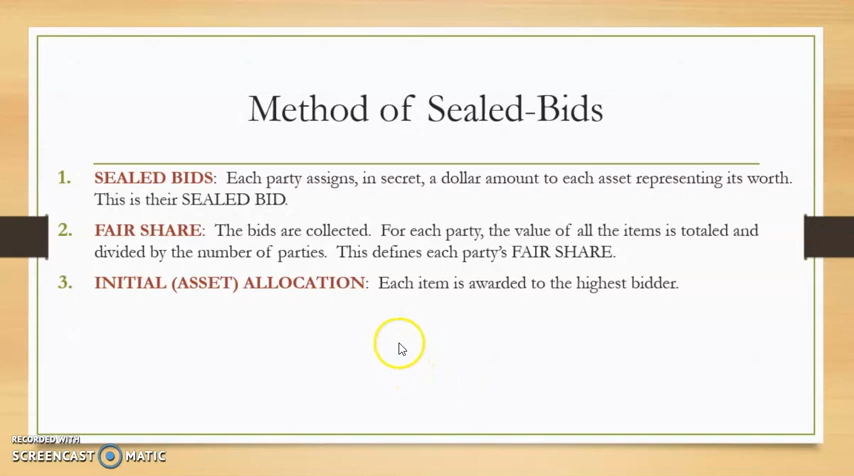 Method of Sealed-Bids
1. SEALED BIDS: Each party assigns, in secret, a dollar amount to each asset representing its worth.
This is their SEALED BID.
2. FAIR SHARE: The bids are collected. For each party, the value of all the items is totaled and
divided by the number of parties. This defines each party's FAIR SHARE.
3. INITIAL (ASSET) ALLOCATION: Each item is awarded to the highest bidder.
RECORDED WITH
SCREENCAST MATIC